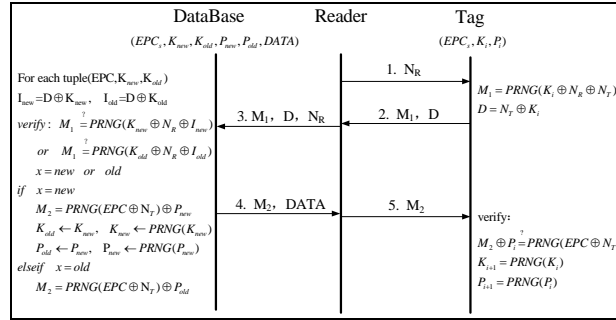 DataBase
Reader
Tag
(EPC_s, K_new, K_old, P_new, P_old, DATA)
(EPC_s, K_i, P_i)
For each tuple(EPC,K_new,K_old)
I_new=D⊕K_new, I_old=D⊕K_old
verify: M_1 ?= PRNG(K_new⊕N_R⊕I_new)
or M_1 ?= PRNG(K_old⊕N_R⊕I_old)
x=new or old
if x=new
M_2=PRNG(EPC⊕N_T)⊕P_new
K_old←K_new, K_new←PRNG(K_new)
P_old←P_new, P_new←PRNG(P_new)
elseif x=old
M_2=PRNG(EPC⊕N_T)⊕P_old
1. N_R
2. M_1, D
3. M_1, D, N_R
4. M_2, DATA
5. M_2
M_1=PRNG(K_i⊕N_R⊕N_T)
D=N_T⊕K_i
verify:
M_2⊕P_i ?= PRNG(EPC⊕N_T
K_i+1=PRNG(K_i)
P_i+1=PRNG(P_i)